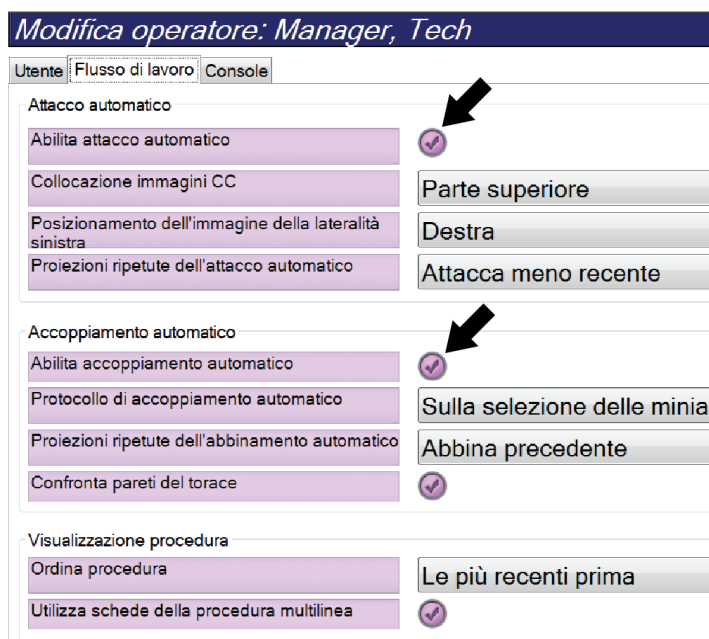 Modifica operatore: Manager, Tech
Utente Flusso di lavoro Console
Attacco automatico
Abilita attacco automatico
Collocazione immagini CC Parte superiore
Posizionamento dell'immagine della lateralità
sinistra Destra
Proiezioni ripetute dell'attacco automatico Attacca meno recente
Accoppiamento automatico
Abilita accoppiamento automatico
Protocollo di accoppiamento automatico Sulla selezione delle minia
Proiezioni ripetute dell'abbinamento automatico Abbina precedente
Confronta pareti del torace
Visualizzazione procedura
Ordina procedura Le più recenti prima
Utilizza schede della procedura multilinea